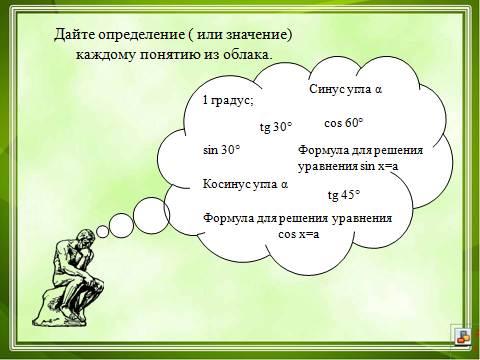 Дайте определение ( или значение)
каждому понятию из облака.
Синус угла α
1 градус;
tg 30°
cos 60°
sin 30°
Формула для решения
уравнения sin x=a
Косинус угла α
tg 45°
Формула для решения уравнения
cos x=a